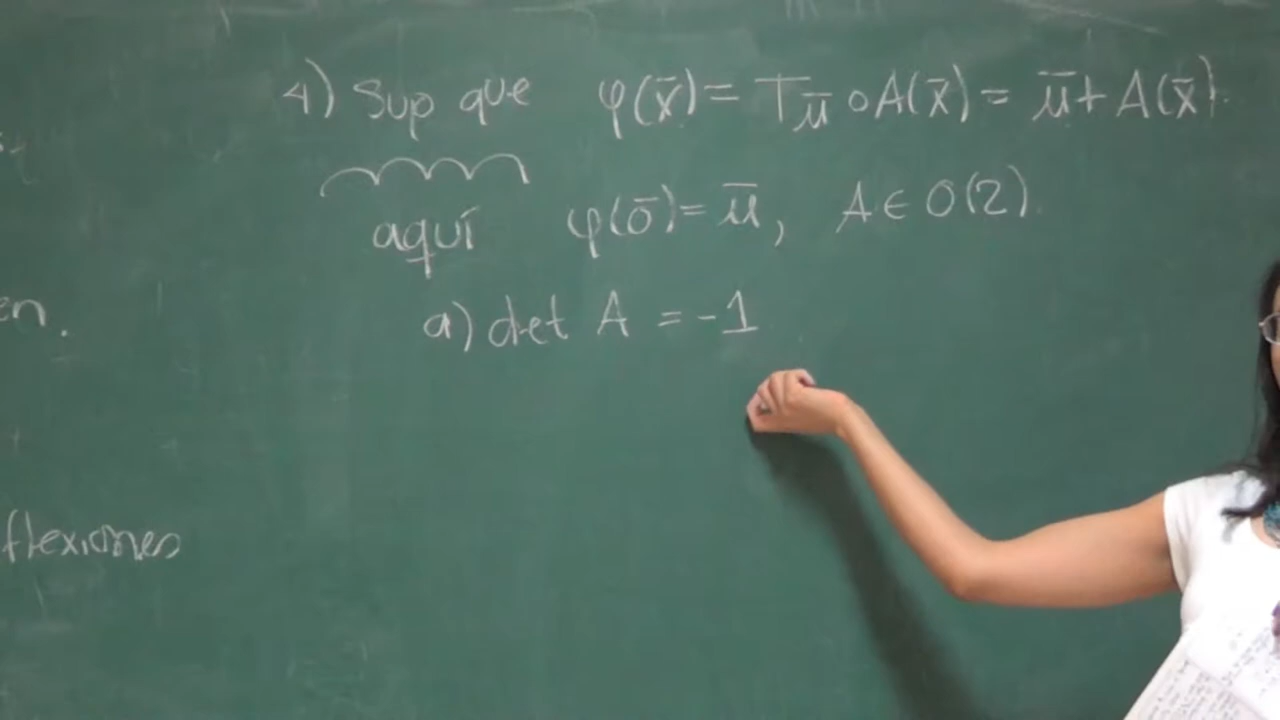 4) Sup que φ(x̄) = T_ū ∘ A(x̄) = ū + A(x̄).
aquí φ(ō) = ū, A ∈ O(2).
en.
a) det A = -1
flexiones